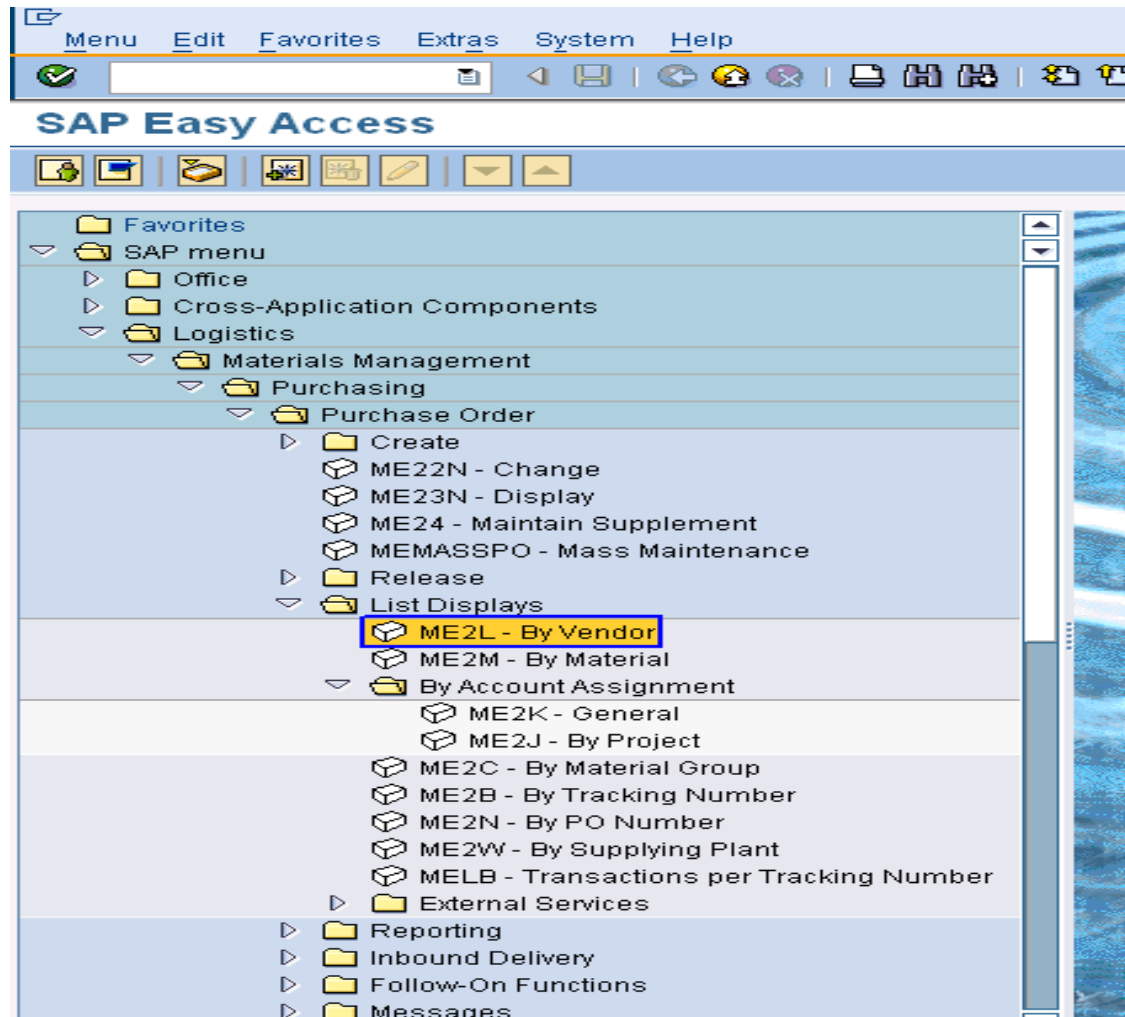 Menu Edit Favorites Extras System Help
SAP Easy Access
Favorites
SAP menu
Office
Cross-Application Components
Logistics
Materials Management
Purchasing
Purchase Order
Create
ME22N - Change
ME23N - Display
ME24 - Maintain Supplement
MEMASSPO - Mass Maintenance
Release
List Displays
ME2L - By Vendor
ME2M - By Material
By Account Assignment
ME2K - General
ME2J - By Project
ME2C - By Material Group
ME2B - By Tracking Number
ME2N - By PO Number
ME2W - By Supplying Plant
MELB - Transactions per Tracking Number
External Services
Reporting
Inbound Delivery
Follow-On Functions
Messages